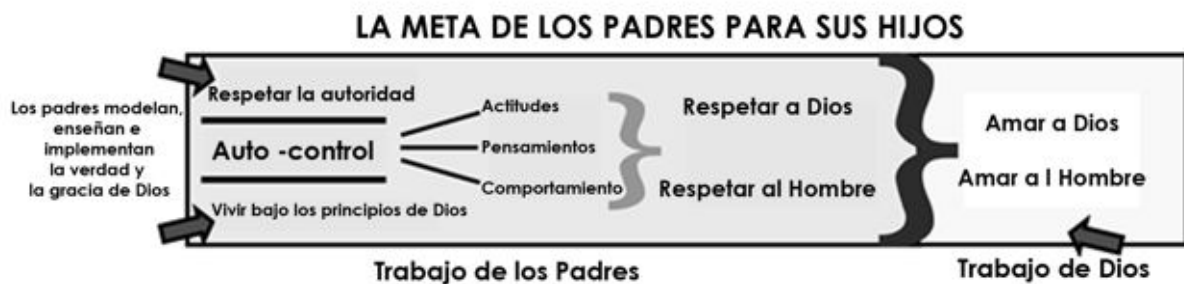 LA META DE LOS PADRES PARA SUS HIJOS
Los padres modelan,
enseñan e
implementan
la verdad y
la gracia de Dios
Respetar la autoridad
Auto -control
Vivir bajo los principios de Dios
Actitudes
Pensamientos
Comportamiento
Respetar a Dios
Respetar al Hombre
Amar a Dios
Amar a l Hombre
Trabajo de los Padres
Trabajo de Dios